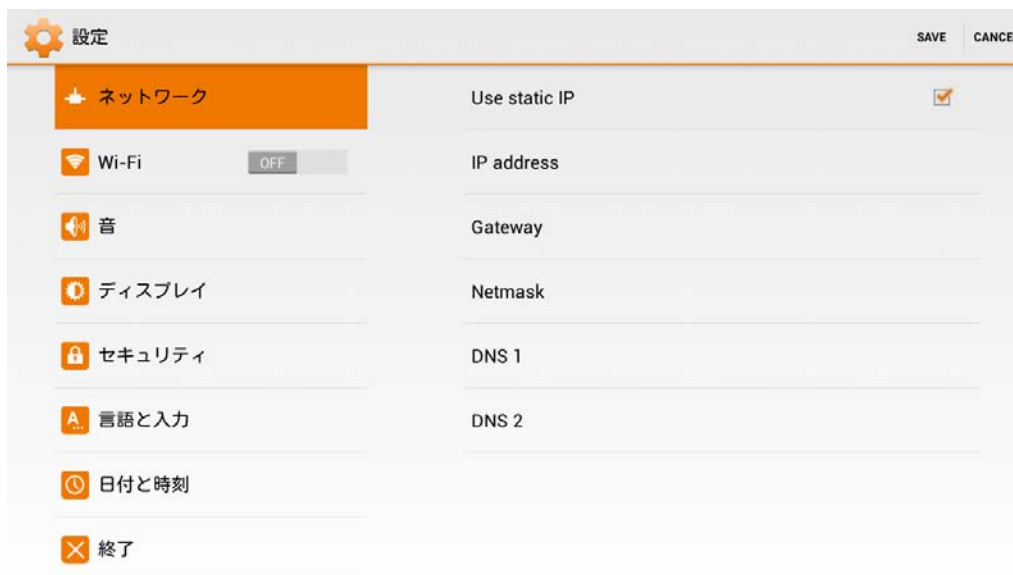 設定
SAVE
CANCE
ネットワーク
Use static IP
Wi-Fi
OFF
IP address
音
Gateway
ディスプレイ
Netmask
セキュリティ
DNS 1
言語と入力
DNS 2
日付と時刻
終了